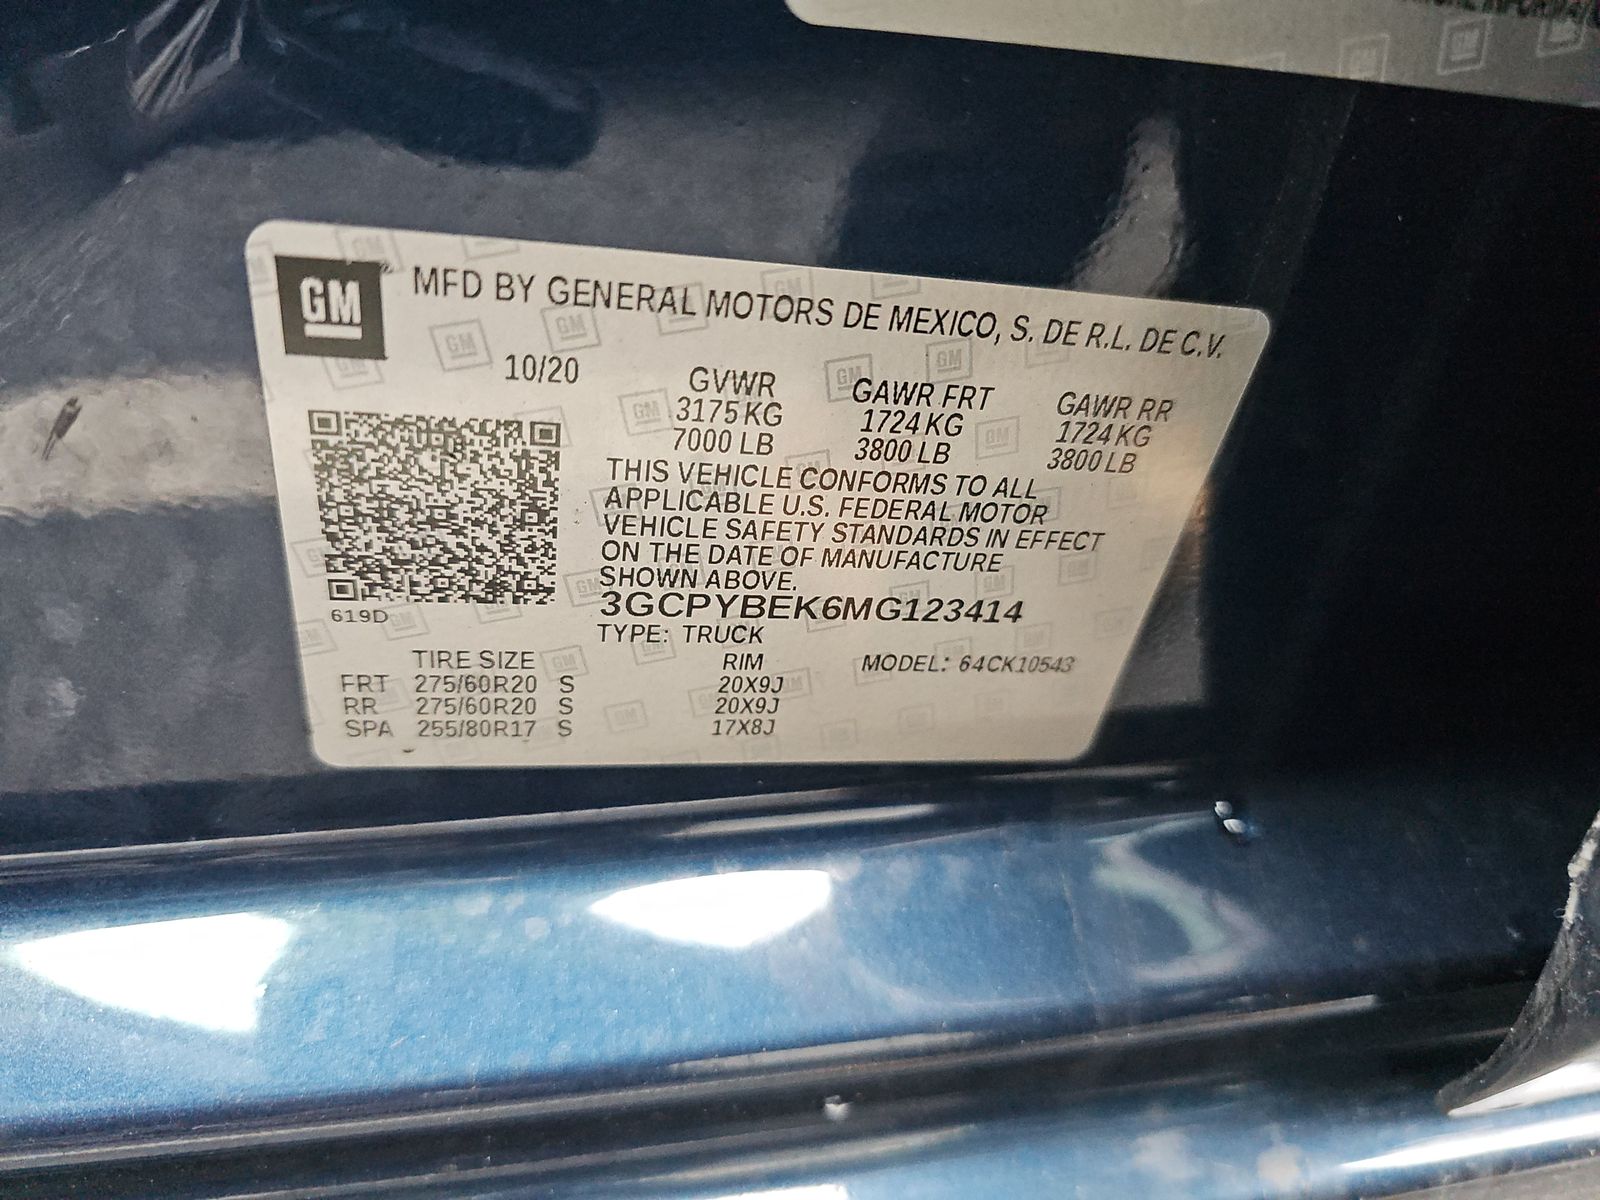 GM MFD BY GENERAL MOTORS DE MEXICO, S. DE R.L. DE C.V.
10/20
GVWR GAWR FRT GAWR RR
3175 KG 1724 KG 1724 KG
7000 LB 3800 LB 3800 LB
THIS VEHICLE CONFORMS TO ALL
APPLICABLE U.S. FEDERAL MOTOR
VEHICLE SAFETY STANDARDS IN EFFECT
ON THE DATE OF MANUFACTURE
SHOWN ABOVE.
3GCPYBEK6MG123414
619D
TYPE: TRUCK
TIRE SIZE RIM MODEL: 64CK10543
FRT 275/60R20 S 20X9J
RR 275/60R20 S 20X9J
SPA 255/80R17 S 17X8J